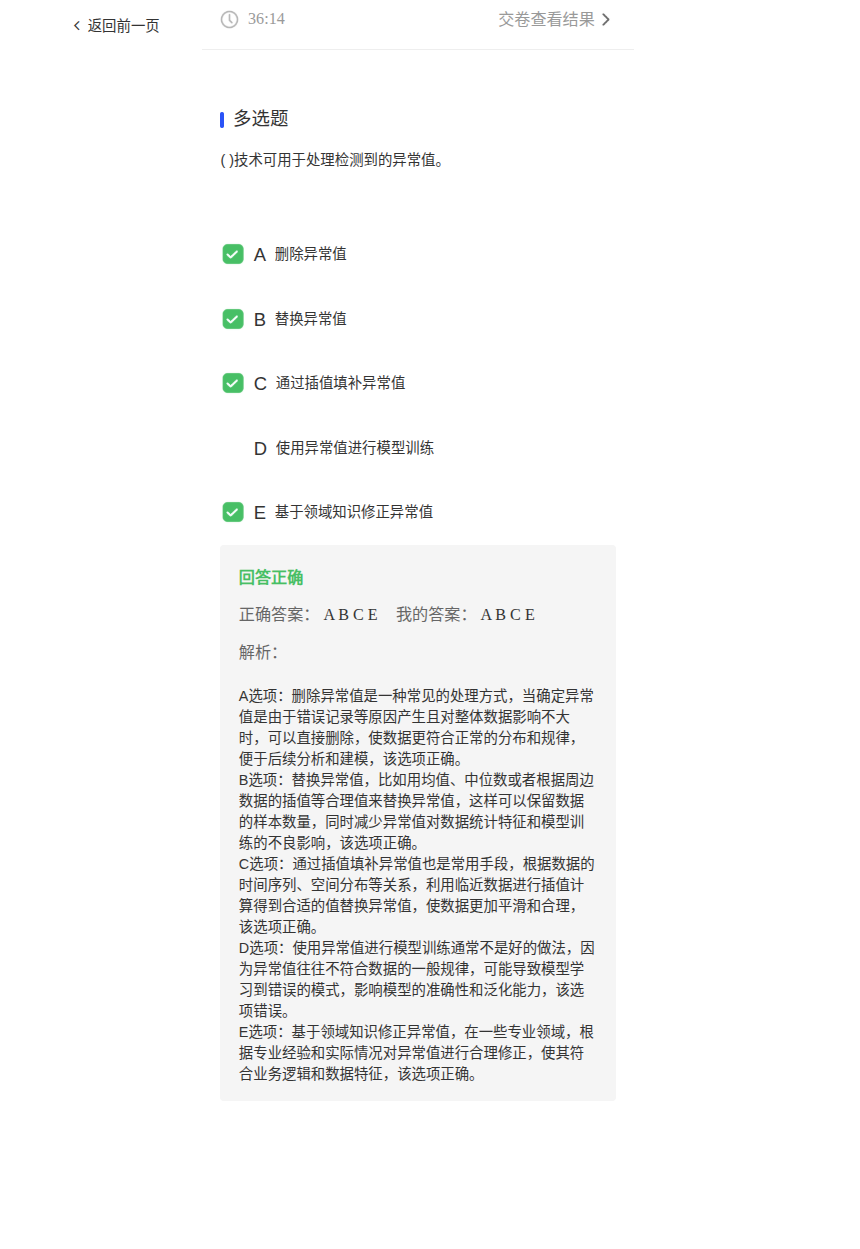 返回前一页
36:14
交卷查看结果
多选题
( )技术可用于处理检测到的异常值。
A 删除异常值
B 替换异常值
C 通过插值填补异常值
D 使用异常值进行模型训练
E 基于领域知识修正异常值
回答正确
正确答案： A B C E 我的答案： A B C E
解析：
A选项：删除异常值是一种常见的处理方式，当确定异常
值是由于错误记录等原因产生且对整体数据影响不大
时，可以直接删除，使数据更符合正常的分布和规律，
便于后续分析和建模，该选项正确。
B选项：替换异常值，比如用均值、中位数或者根据周边
数据的插值等合理值来替换异常值，这样可以保留数据
的样本数量，同时减少异常值对数据统计特征和模型训
练的不良影响，该选项正确。
C选项：通过插值填补异常值也是常用手段，根据数据的
时间序列、空间分布等关系，利用临近数据进行插值计
算得到合适的值替换异常值，使数据更加平滑和合理，
该选项正确。
D选项：使用异常值进行模型训练通常不是好的做法，因
为异常值往往不符合数据的一般规律，可能导致模型学
习到错误的模式，影响模型的准确性和泛化能力，该选
项错误。
E选项：基于领域知识修正异常值，在一些专业领域，根
据专业经验和实际情况对异常值进行合理修正，使其符
合业务逻辑和数据特征，该选项正确。